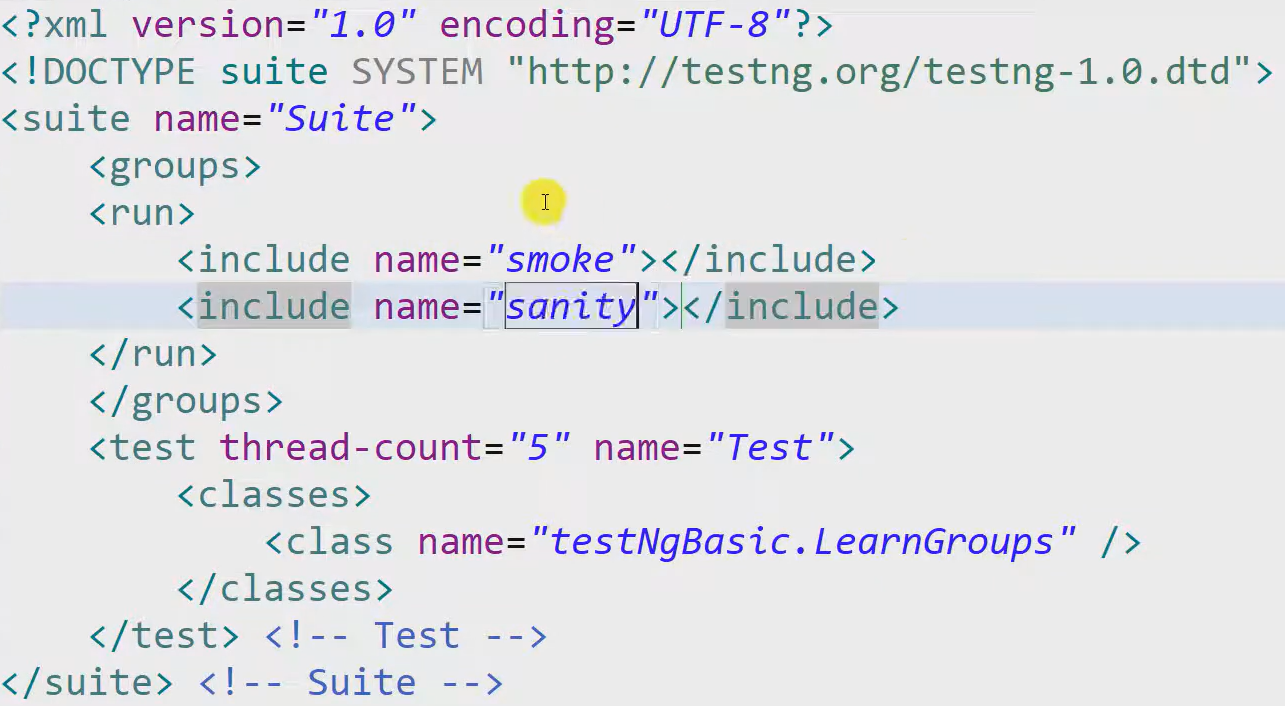 <?xml version="1.0" encoding="UTF-8"?>
<!DOCTYPE suite SYSTEM "http://testng.org/testng-1.0.dtd">
<suite name="Suite">
    <groups>
    <run>
        <include name="smoke"></include>
        <include name="sanity"></include>
    </run>
    </groups>
    <test thread-count="5" name="Test">
        <classes>
            <class name="testNgBasic.LearnGroups" />
        </classes>
    </test> <!-- Test -->
</suite> <!-- Suite -->